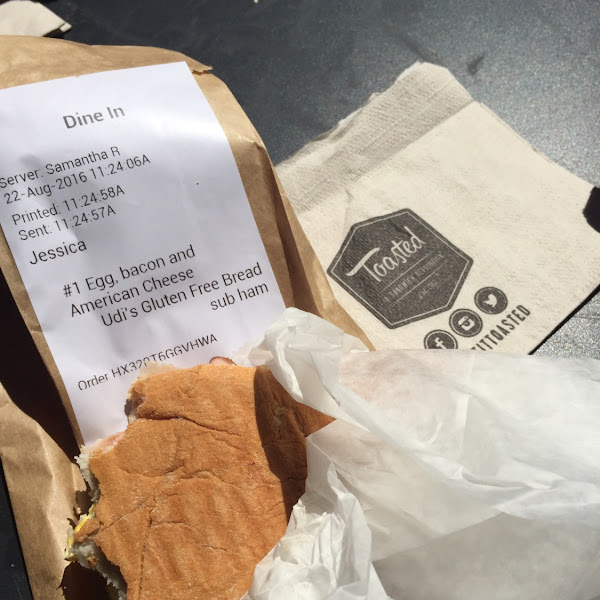 Dine In
Server: Samantha R
22-Aug-2016 11:24:06A
Printed: 11:24:58A
Sent: 11:24:57A
Jessica
#1 Egg, bacon and
American Cheese
Udi's Gluten Free Bread
sub ham
Order HX320T6GGVHWA
Toasted
A SANDWICH